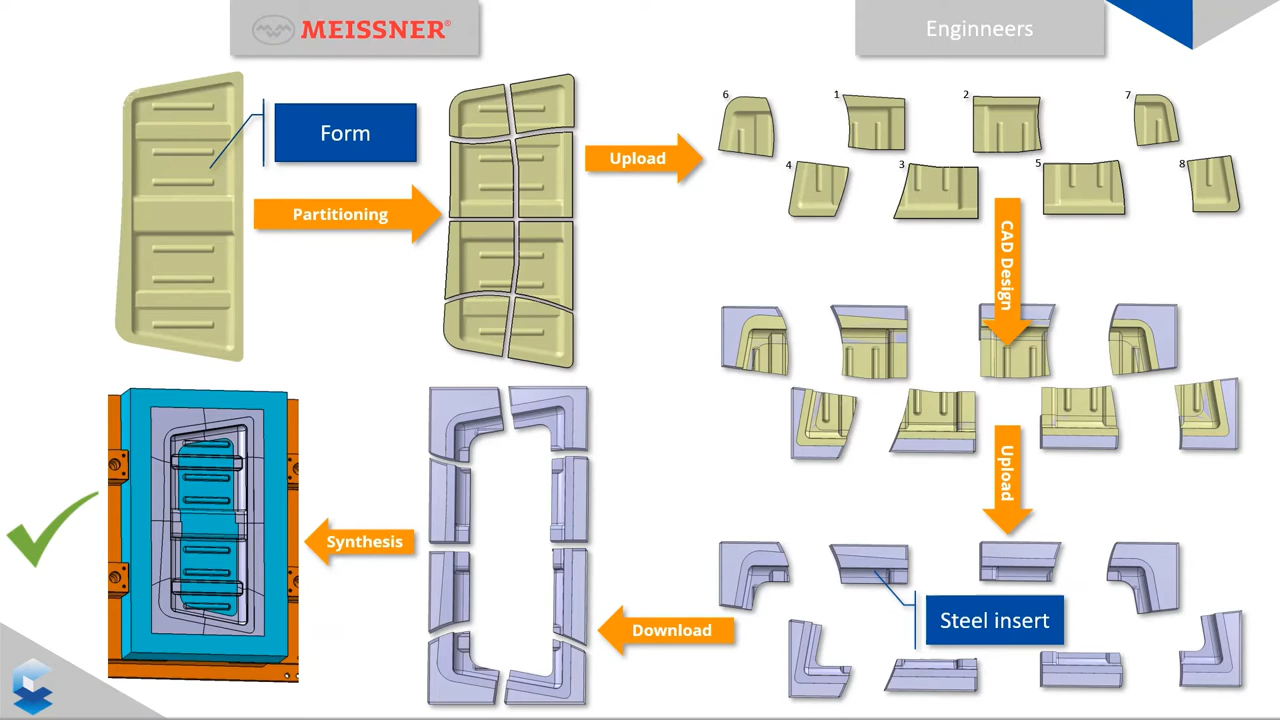 MEISSNER®
Enginneers
Form
Partitioning
Upload
6
1
2
7
4
3
5
8
CAD Design
Upload
Steel insert
Download
Synthesis